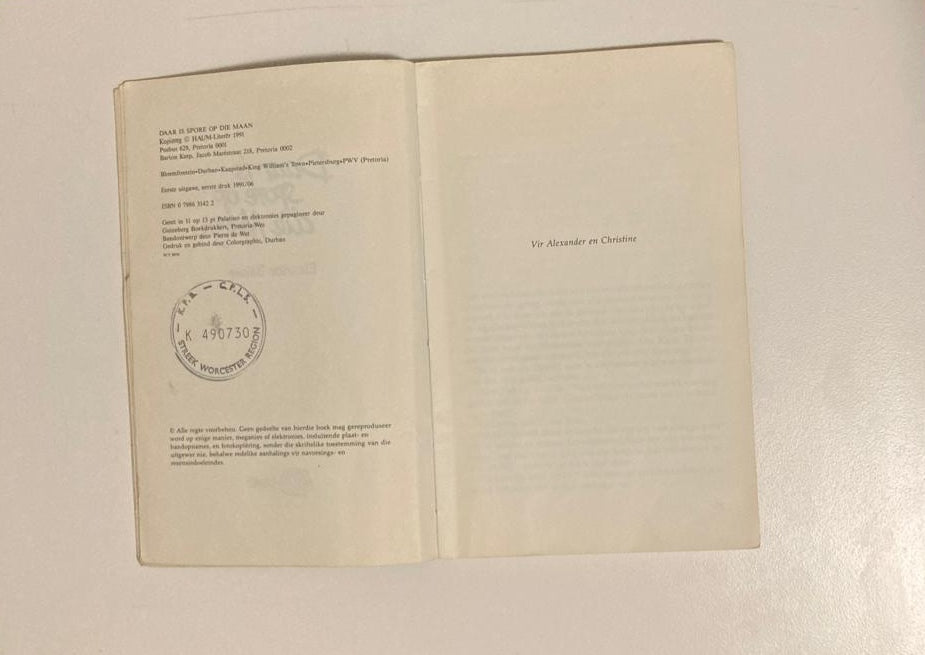 DAAR IS SPORE OP DIE MAAN
Kopiereg © HAUM-Literêr 1991
Posbus 629, Pretoria 0001
Barton Keep, Jacob Maréstraat 218, Pretoria 0002
Bloemfontein•Durban•Kaapstad•King William's Town•Pietersburg•PWV (Pretoria)
Eerste uitgawe, eerste druk 1991/06
ISBN 0 7986 3142 2
Geset in 11 op 13 pt Palatino en elektronies gepagineer deur
Gutenberg Boekdrukkers, Pretoria-Wes
Bandontwerp deur Pierre de Wet
Gedruk en gebind deur Colorgraphic, Durban
K.P.B. — C.P.L.S.
K 490730
STREEK WORCESTER REGION
© Alle regte voorbehou. Geen gedeelte van hierdie boek mag gereproduseer
word op enige manier, meganies of elektronies, insluitende plaat- en
bandopnames, en fotokopiëring, sonder die skriftelike toestemming van die
uitgewer nie, behalwe redelike aanhalings vir navorsings- en
resensiedoeleindes.
Vir Alexander en Christine